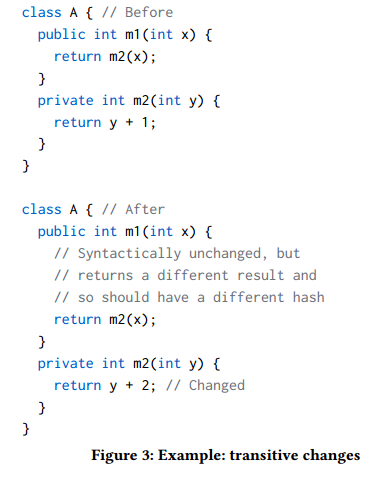 class A { // Before
  public int m1(int x) {
    return m2(x);
  }
  private int m2(int y) {
    return y + 1;
  }
}

class A { // After
  public int m1(int x) {
    // Syntactically unchanged, but
    // returns a different result and
    // so should have a different hash
    return m2(x);
  }
  private int m2(int y) {
    return y + 2; // Changed
  }
}
Figure 3: Example: transitive changes